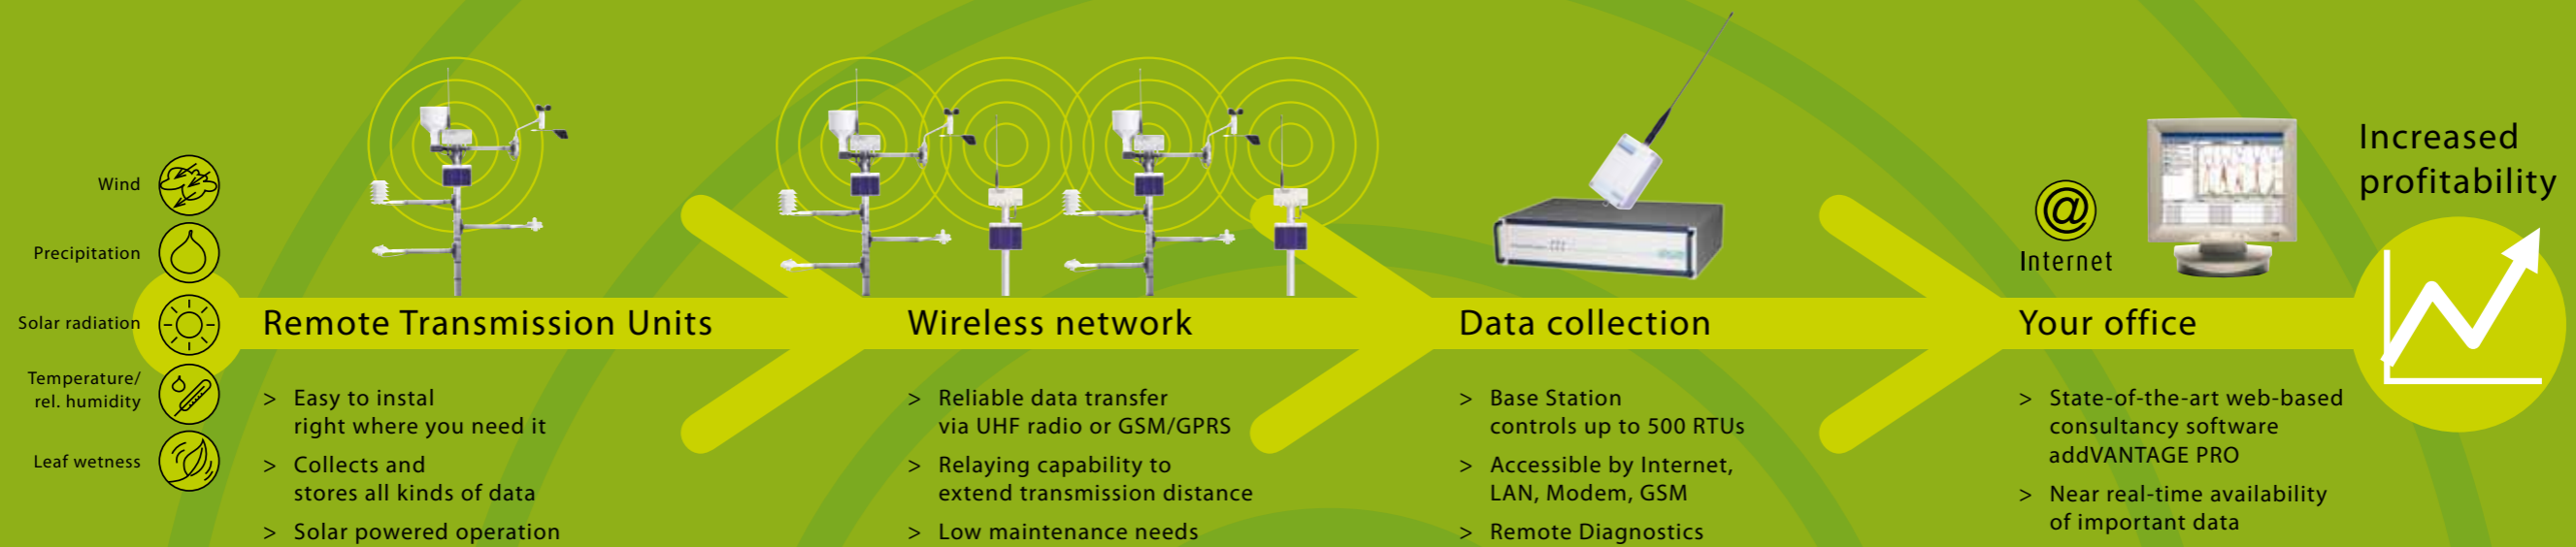 Wind
Precipitation
Solar radiation
Temperature/
rel. humidity
Leaf wetness
Remote Transmission Units
> Easy to instal
right where you need it
> Collects and
stores all kinds of data
> Solar powered operation
Wireless network
> Reliable data transfer
via UHF radio or GSM/GPRS
> Relaying capability to
extend transmission distance
> Low maintenance needs
Data collection
> Base Station
controls up to 500 RTUs
> Accessible by Internet,
LAN, Modem, GSM
> Remote Diagnostics
@
Internet
Your office
> State-of-the-art web-based
consultancy software
addVANTAGE PRO
> Near real-time availability
of important data
Increased
profitability